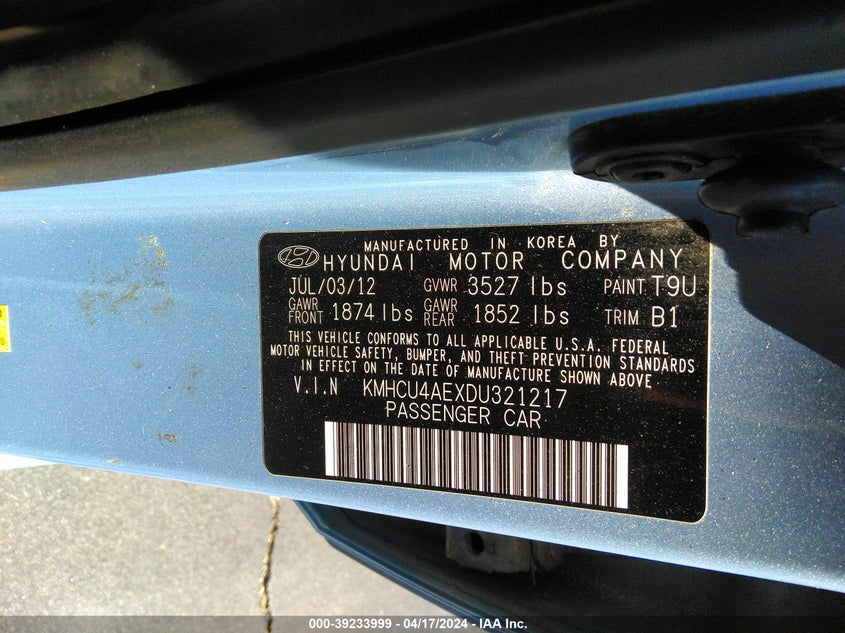 MANUFACTURED IN KOREA BY
HYUNDAI MOTOR COMPANY
JUL/03/12 GVWR 3527 lbs PAINT T9U
GAWR FRONT 1874 lbs GAWR REAR 1852 lbs TRIM B1
THIS VEHICLE CONFORMS TO ALL APPLICABLE U.S.A. FEDERAL
MOTOR VEHICLE SAFETY, BUMPER, AND THEFT PREVENTION STANDARDS
IN EFFECT ON THE DATE OF MANUFACTURE SHOWN ABOVE
V.I.N KMHCU4AEXDU321217
PASSENGER CAR
000-39233999 - 04/17/2024 - IAA Inc.